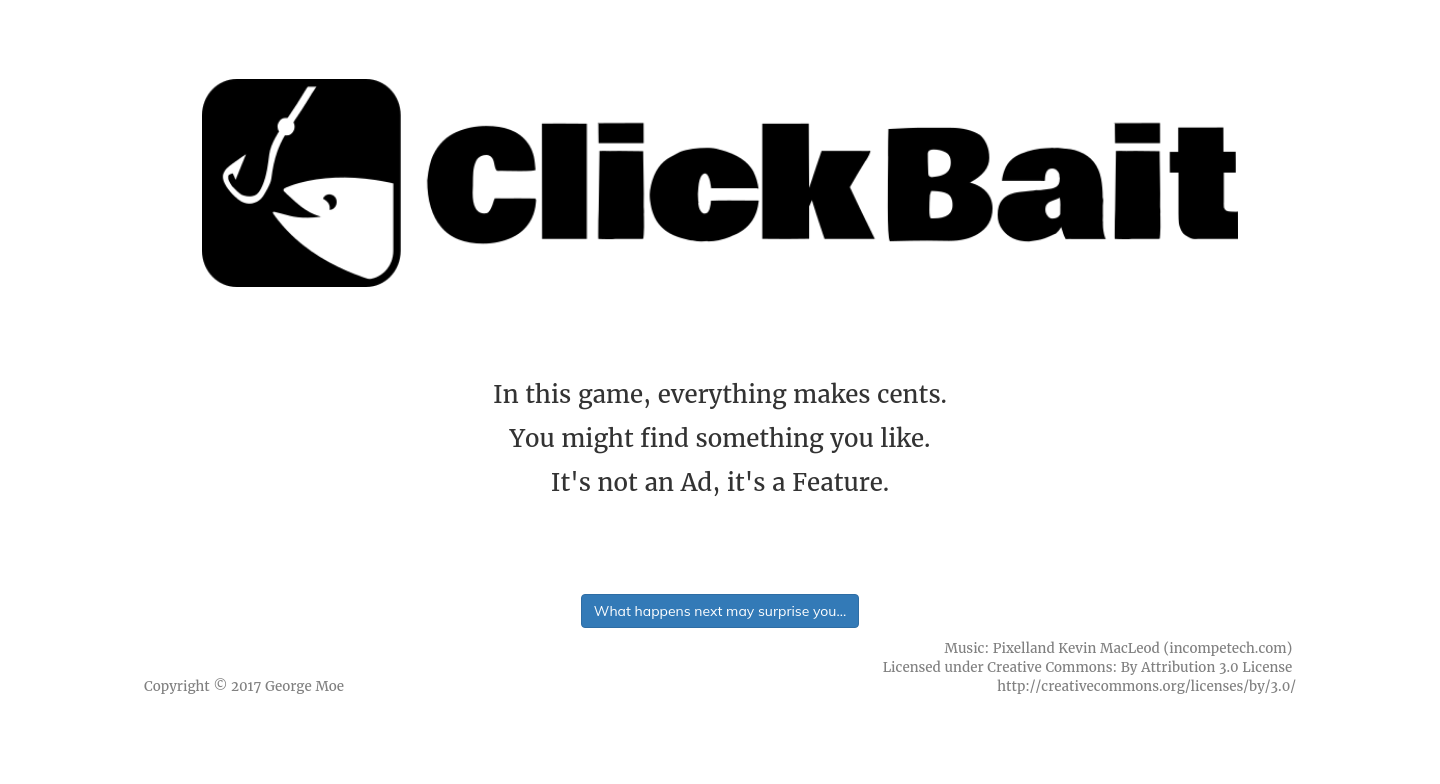 ClickBait
In this game, everything makes cents.
You might find something you like.
It's not an Ad, it's a Feature.
What happens next may surprise you...
Music: Pixelland Kevin MacLeod (incompetech.com)
Licensed under Creative Commons: By Attribution 3.0 License
Copyright © 2017 George Moe
http://creativecommons.org/licenses/by/3.0/